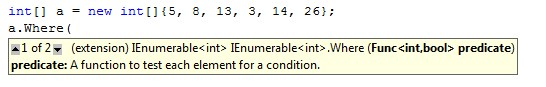 int[] a = new int[]{5, 8, 13, 3, 14, 26};
a.Where(
1 of 2 (extension) IEnumerable<int> IEnumerable<int>.Where (Func<int,bool> predicate)
predicate: A function to test each element for a condition.